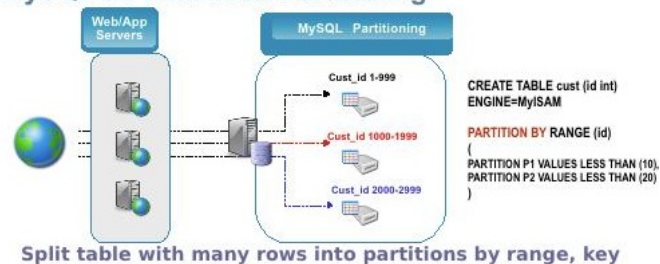 Web/App
Servers
MySQL Partitioning
Cust_id 1-999
Cust_id 1000-1999
Cust_id 2000-2999
CREATE TABLE cust (id int)
ENGINE=MyISAM
PARTITION BY RANGE (id)
(
PARTITION P1 VALUES LESS THAN (10),
PARTITION P2 VALUES LESS THAN (20)
)
Split table with many rows into partitions by range, key